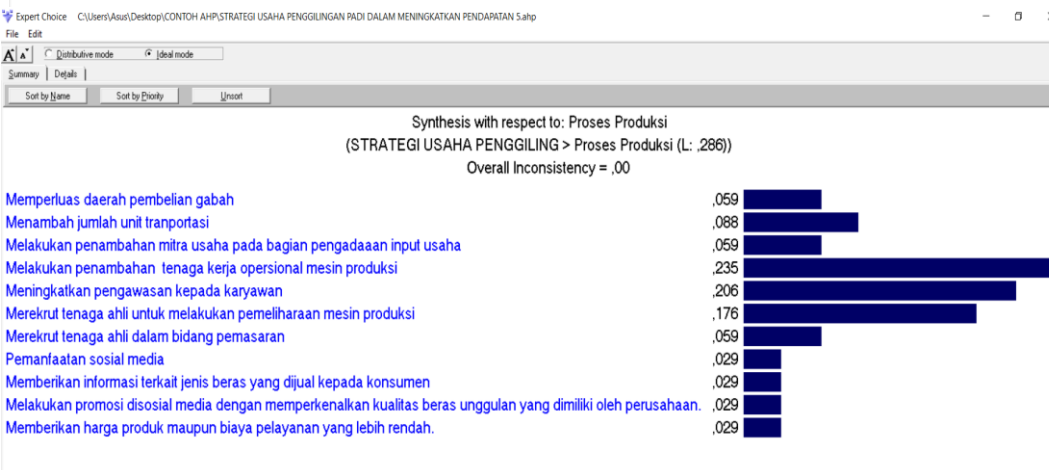 Expert Choice C:\Users\Asus\Desktop\CONTOH AHP\STRATEGI USAHA PENGGILINGAN PADI DALAM MENINGKATKAN PENDAPATAN 5.ahp
File Edit
A A Distributive mode Ideal mode
Summary Details
Sort by Name Sort by Priority Unsort
Synthesis with respect to: Proses Produksi
(STRATEGI USAHA PENGGILING > Proses Produksi (L: ,286))
Overall Inconsistency = ,00
Memperluas daerah pembelian gabah ,059
Menambah jumlah unit tranportasi ,088
Melakukan penambahan mitra usaha pada bagian pengadaaan input usaha ,059
Melakukan penambahan tenaga kerja opersional mesin produksi ,235
Meningkatkan pengawasan kepada karyawan ,206
Merekrut tenaga ahli untuk melakukan pemeliharaan mesin produksi ,176
Merekrut tenaga ahli dalam bidang pemasaran ,059
Pemanfaatan sosial media ,029
Memberikan informasi terkait jenis beras yang dijual kepada konsumen ,029
Melakukan promosi disosial media dengan memperkenalkan kualitas beras unggulan yang dimiliki oleh perusahaan. ,029
Memberikan harga produk maupun biaya pelayanan yang lebih rendah. ,029